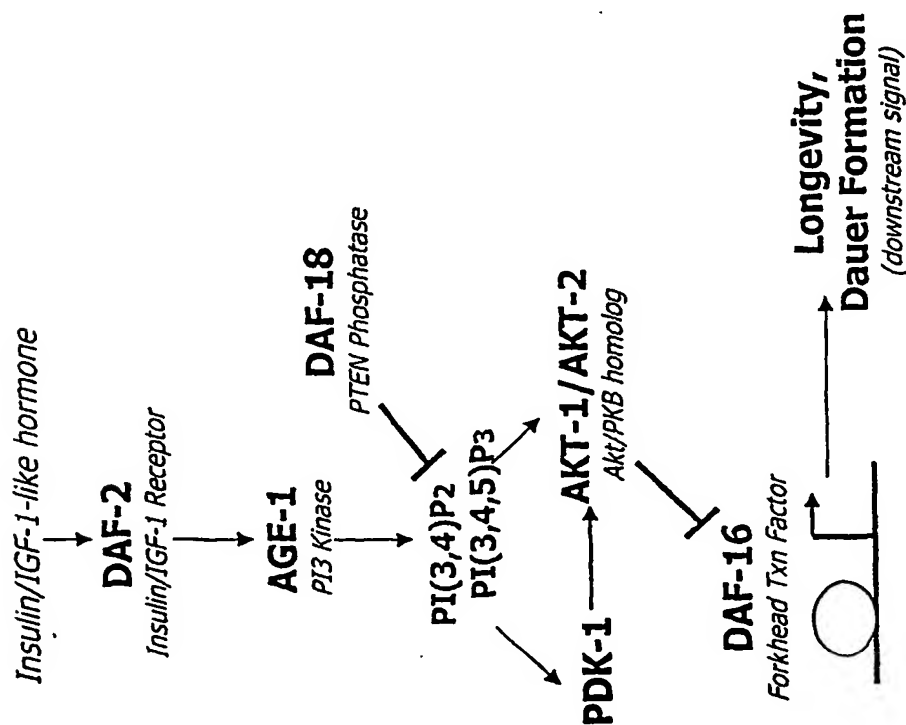 Insulin/IGF-1-like hormone
DAF-2
Insulin/IGF-1 Receptor
AGE-1
PI3 Kinase
DAF-18
PTEN Phosphatase
PI(3,4)P2
PI(3,4,5)P3
PDK-1
AKT-1/AKT-2
Akt/PKB homolog
DAF-16
Forkhead Txn Factor
Longevity,
Dauer Formation
(downstream signal)